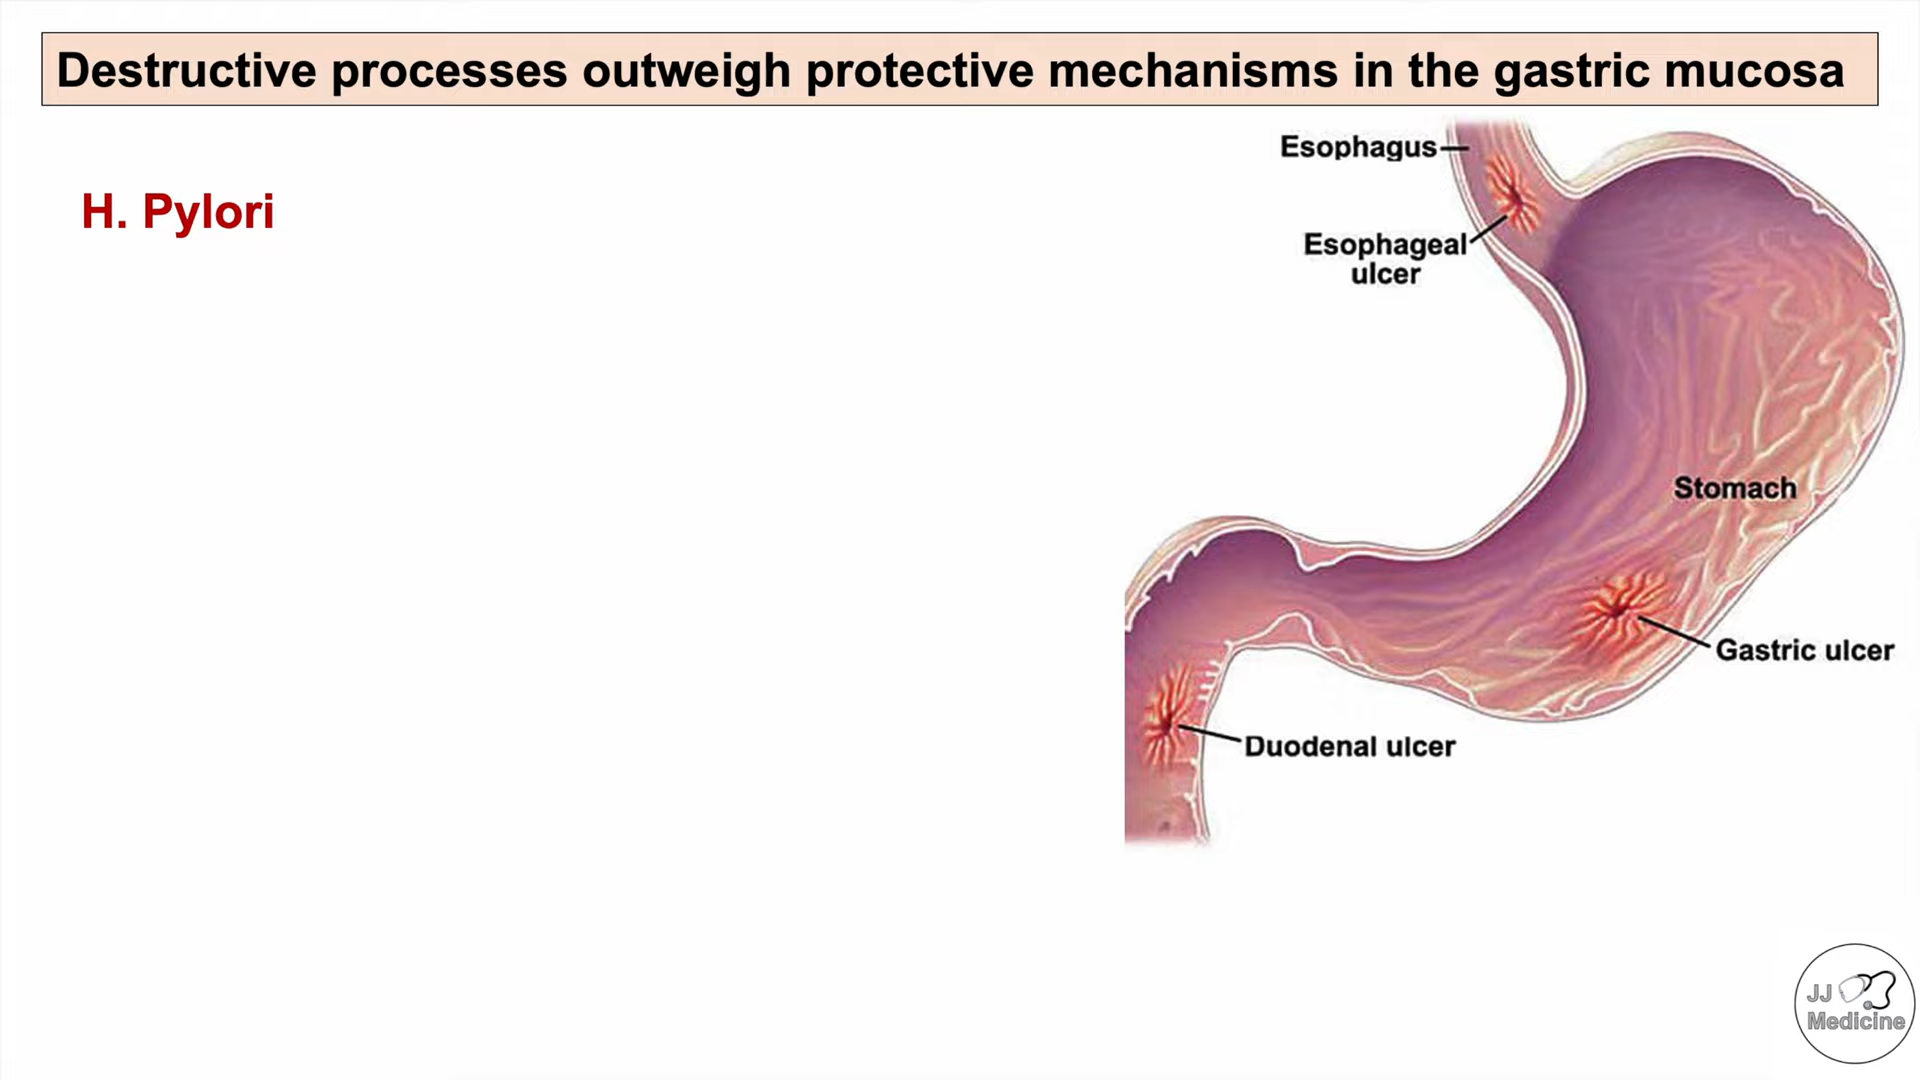 Destructive processes outweigh protective mechanisms in the gastric mucosa
H. Pylori
Esophagus
Esophageal
ulcer
Stomach
Gastric ulcer
Duodenal ulcer
JJ
Medicine